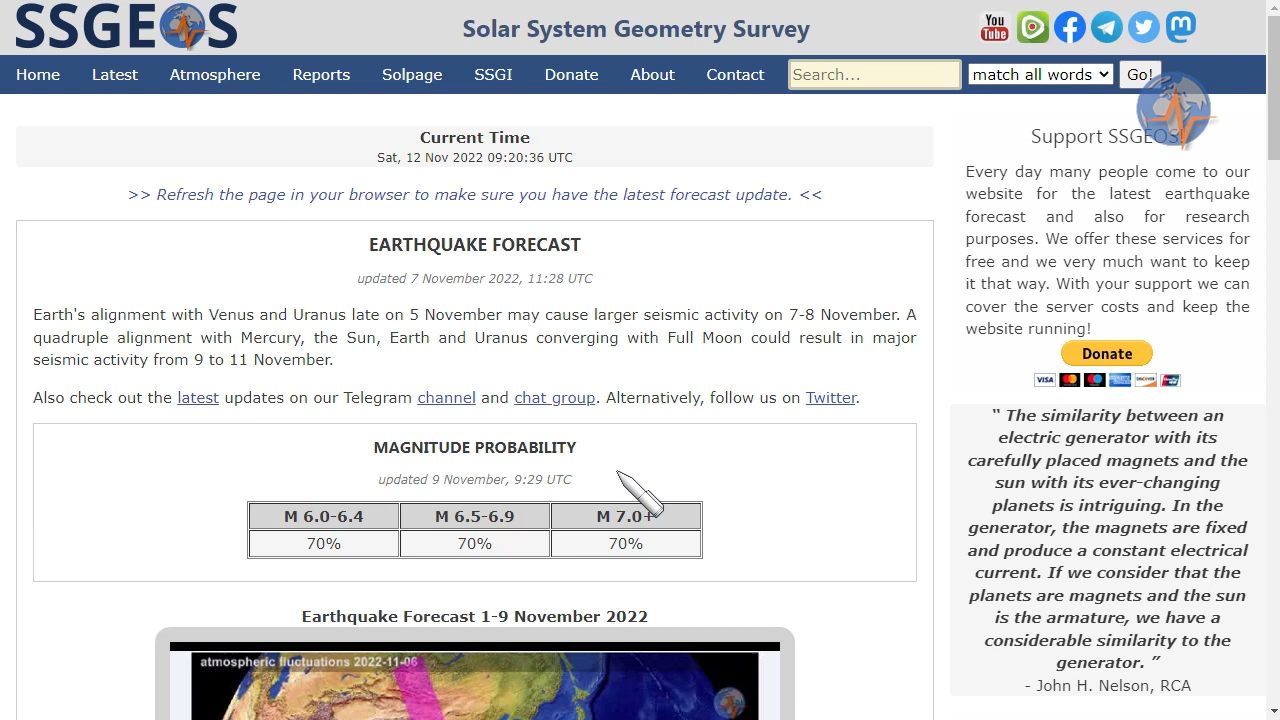 SSGEOS
Solar System Geometry Survey
You
Tube
Home Latest Atmosphere Reports Solpage SSGI Donate About Contact Search... match all words Go!
Current Time
Sat, 12 Nov 2022 09:20:36 UTC
>> Refresh the page in your browser to make sure you have the latest forecast update. <<
EARTHQUAKE FORECAST
updated 7 November 2022, 11:28 UTC
Earth's alignment with Venus and Uranus late on 5 November may cause larger seismic activity on 7-8 November. A
quadruple alignment with Mercury, the Sun, Earth and Uranus converging with Full Moon could result in major
seismic activity from 9 to 11 November.
Also check out the latest updates on our Telegram channel and chat group. Alternatively, follow us on Twitter.
MAGNITUDE PROBABILITY
updated 9 November, 9:29 UTC
M 6.0-6.4 M 6.5-6.9 M 7.0+
70% 70% 70%
Earthquake Forecast 1-9 November 2022
atmospheric fluctuations 2022-11-06
Support SSGEOS!
Every day many people come to our
website for the latest earthquake
forecast and also for research
purposes. We offer these services for
free and we very much want to keep
it that way. With your support we can
cover the server costs and keep the
website running!
Donate
VISA
" The similarity between an
electric generator with its
carefully placed magnets and the
sun with its ever-changing
planets is intriguing. In the
generator, the magnets are fixed
and produce a constant electrical
current. If we consider that the
planets are magnets and the sun
is the armature, we have a
considerable similarity to the
generator. "
- John H. Nelson, RCA